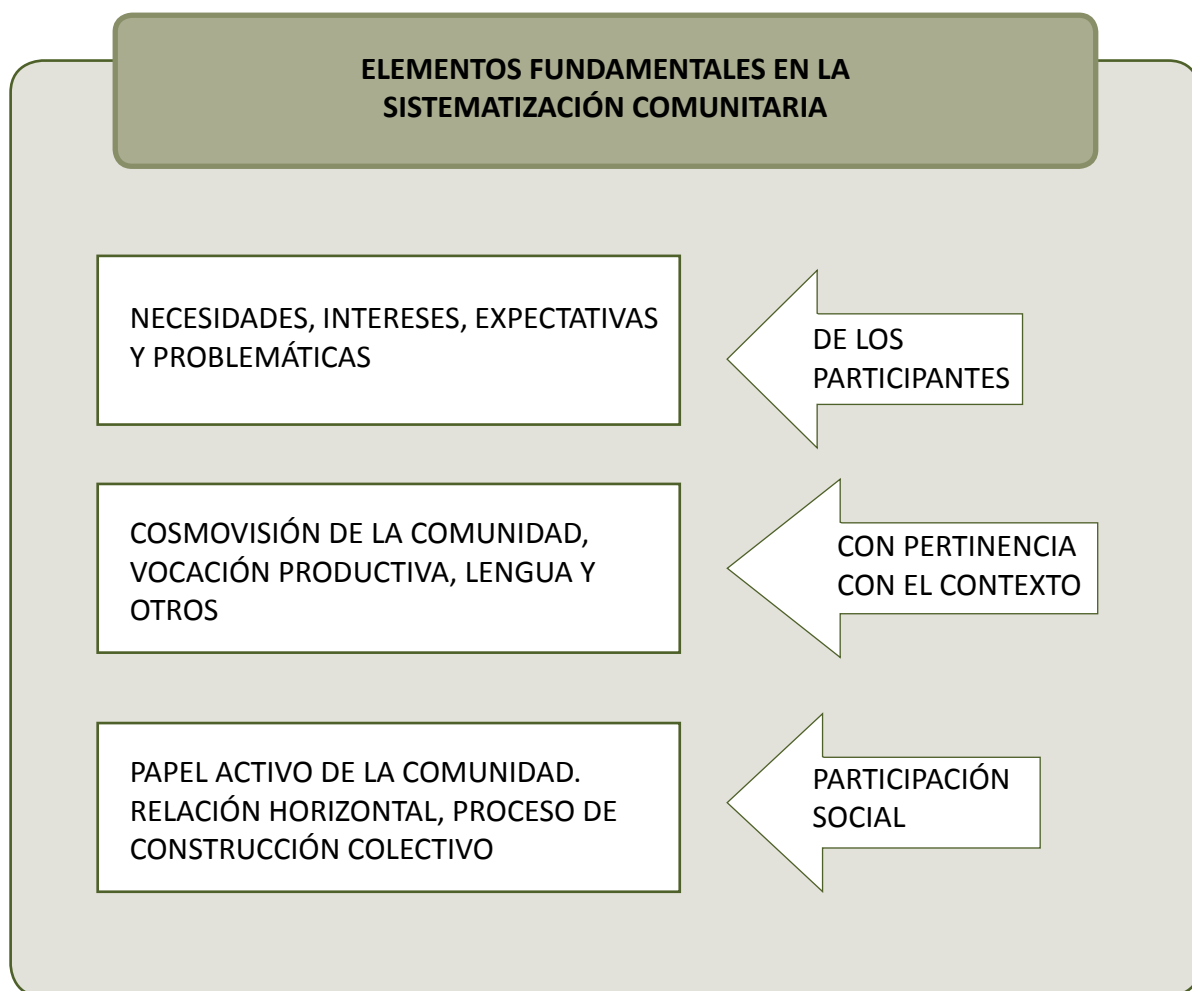 ELEMENTOS FUNDAMENTALES EN LA
SISTEMATIZACIÓN COMUNITARIA
NECESIDADES, INTERESES, EXPECTATIVAS
Y PROBLEMÁTICAS
DE LOS
PARTICIPANTES
COSMOVISIÓN DE LA COMUNIDAD,
VOCACIÓN PRODUCTIVA, LENGUA Y
OTROS
CON PERTINENCIA
CON EL CONTEXTO
PAPEL ACTIVO DE LA COMUNIDAD.
RELACIÓN HORIZONTAL, PROCESO DE
CONSTRUCCIÓN COLECTIVO
PARTICIPACIÓN
SOCIAL